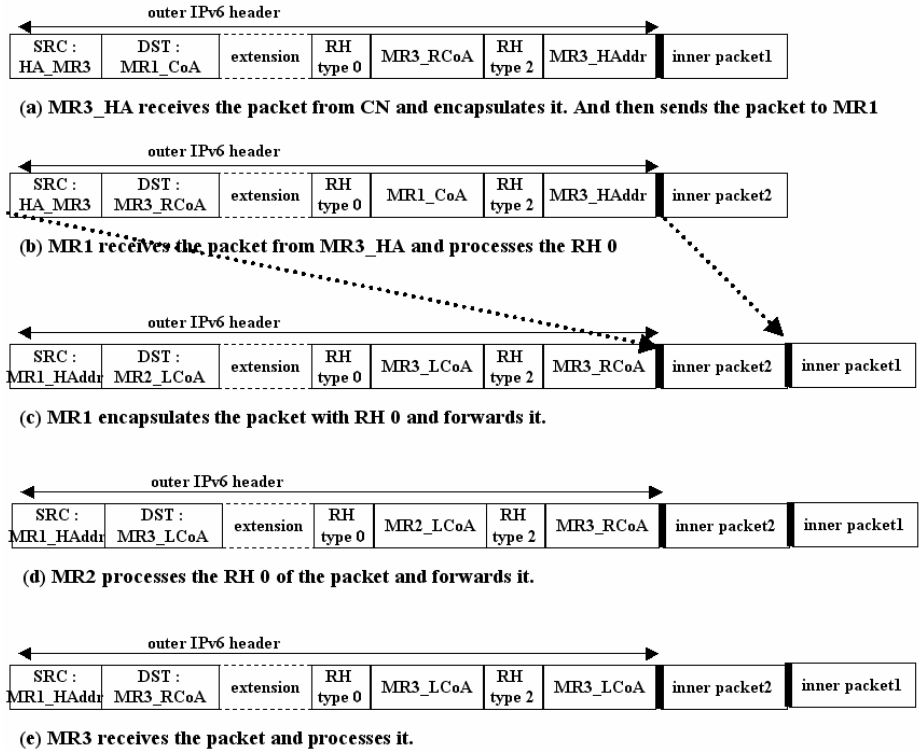 outer IPv6 header
SRC : HA_MR3 DST : MR1_CoA extension RH type 0 MR3_RCoA RH type 2 MR3_HAddr inner packet1
(a) MR3_HA receives the packet from CN and encapsulates it. And then sends the packet to MR1
outer IPv6 header
SRC : HA_MR3 DST : MR3_RCoA extension RH type 0 MR1_CoA RH type 2 MR3_HAddr inner packet2
(b) MR1 receives the packet from MR3_HA and processes the RH 0
outer IPv6 header
SRC : MR1_HAddr DST : MR2_LCoA extension RH type 0 MR3_LCoA RH type 2 MR3_RCoA inner packet2 inner packet1
(c) MR1 encapsulates the packet with RH 0 and forwards it.
outer IPv6 header
SRC : MR1_HAddr DST : MR3_LCoA extension RH type 0 MR2_LCoA RH type 2 MR3_RCoA inner packet2 inner packet1
(d) MR2 processes the RH 0 of the packet and forwards it.
outer IPv6 header
SRC : MR1_HAddr DST : MR3_RCoA extension RH type 0 MR3_LCoA RH type 2 MR3_LCoA inner packet2 inner packet1
(e) MR3 receives the packet and processes it.